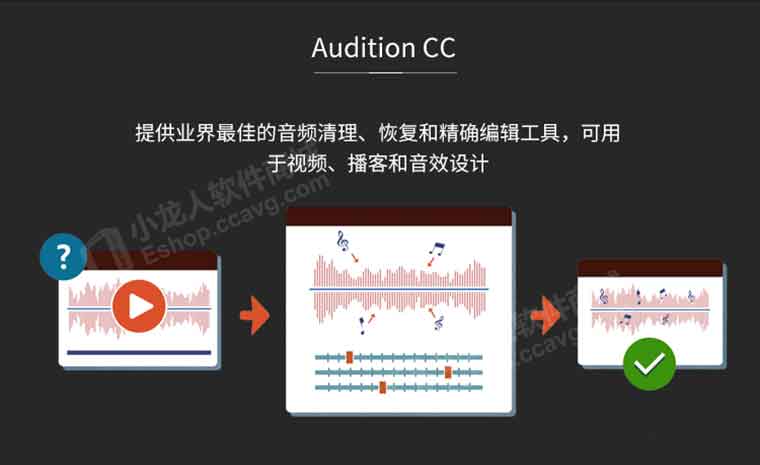 Audition CC
提供业界最佳的音频清理、恢复和精确编辑工具，可用
于视频、播客和音效设计
小龙人软件商城
Eshop.ccavg.com
?